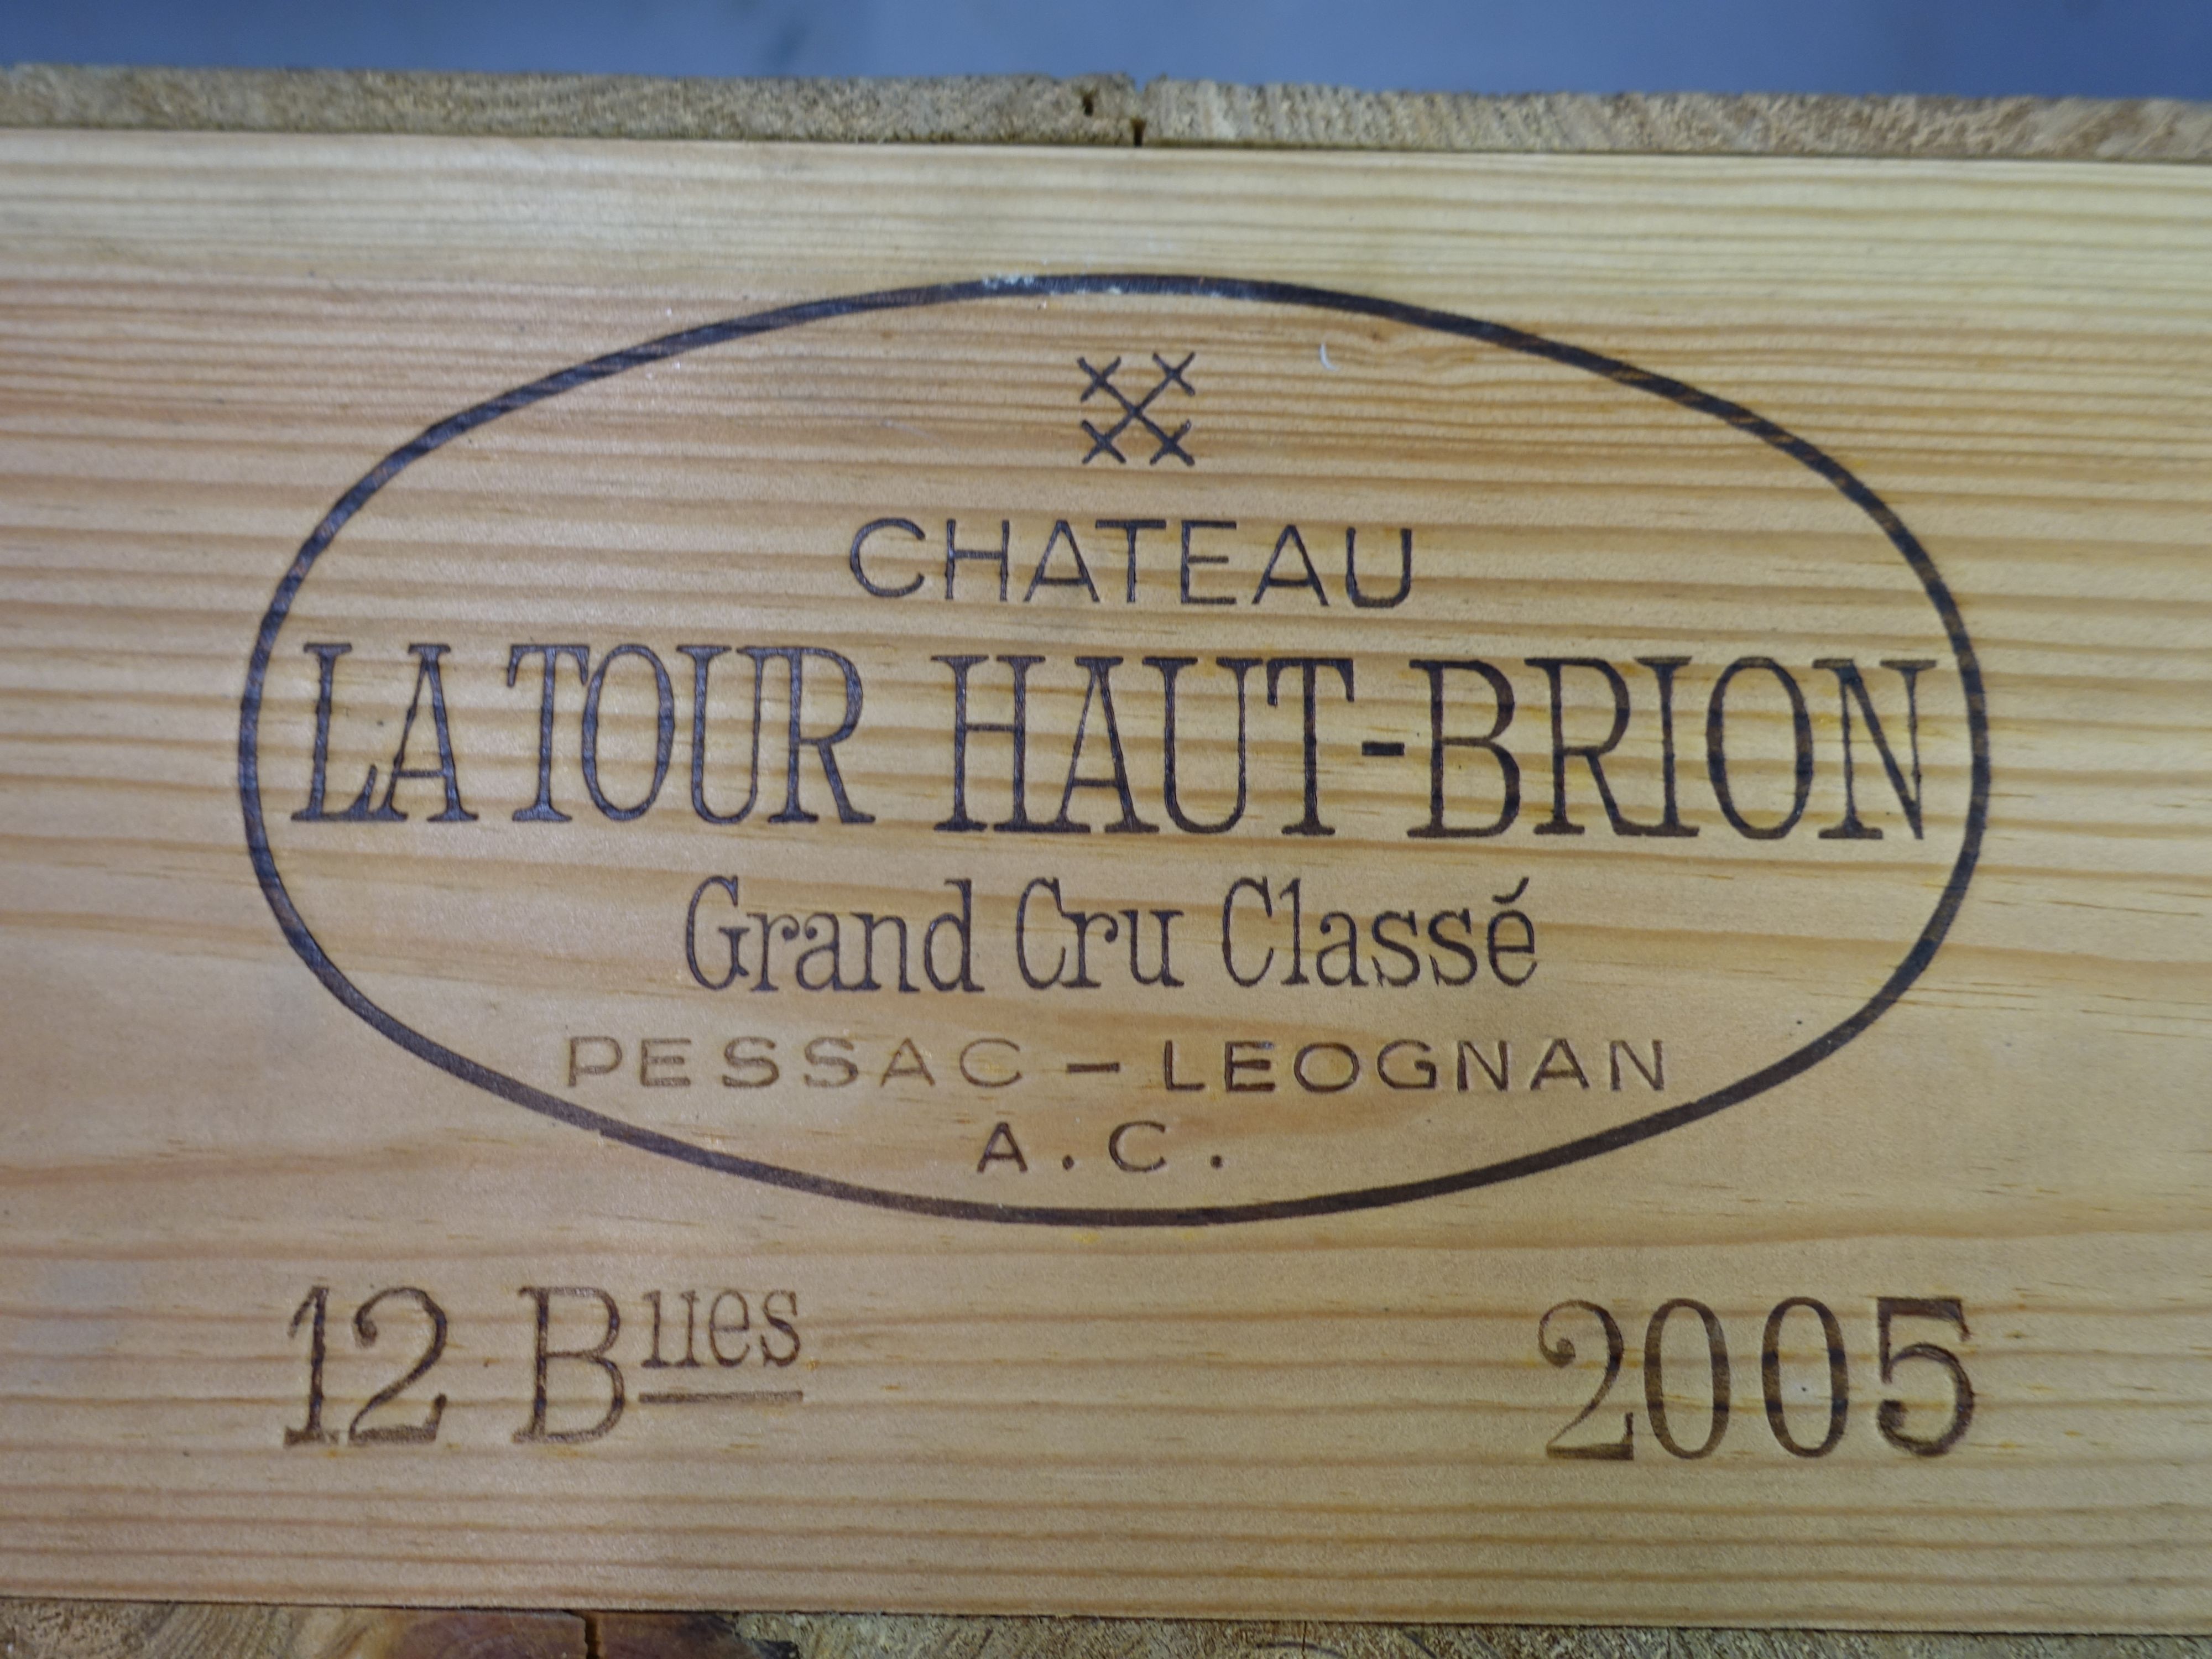 CHATEAU
LA TOUR HAUT-BRION
Grand Cru Classé
PESSAC - LEOGNAN
A.C.
12 Blles 2005